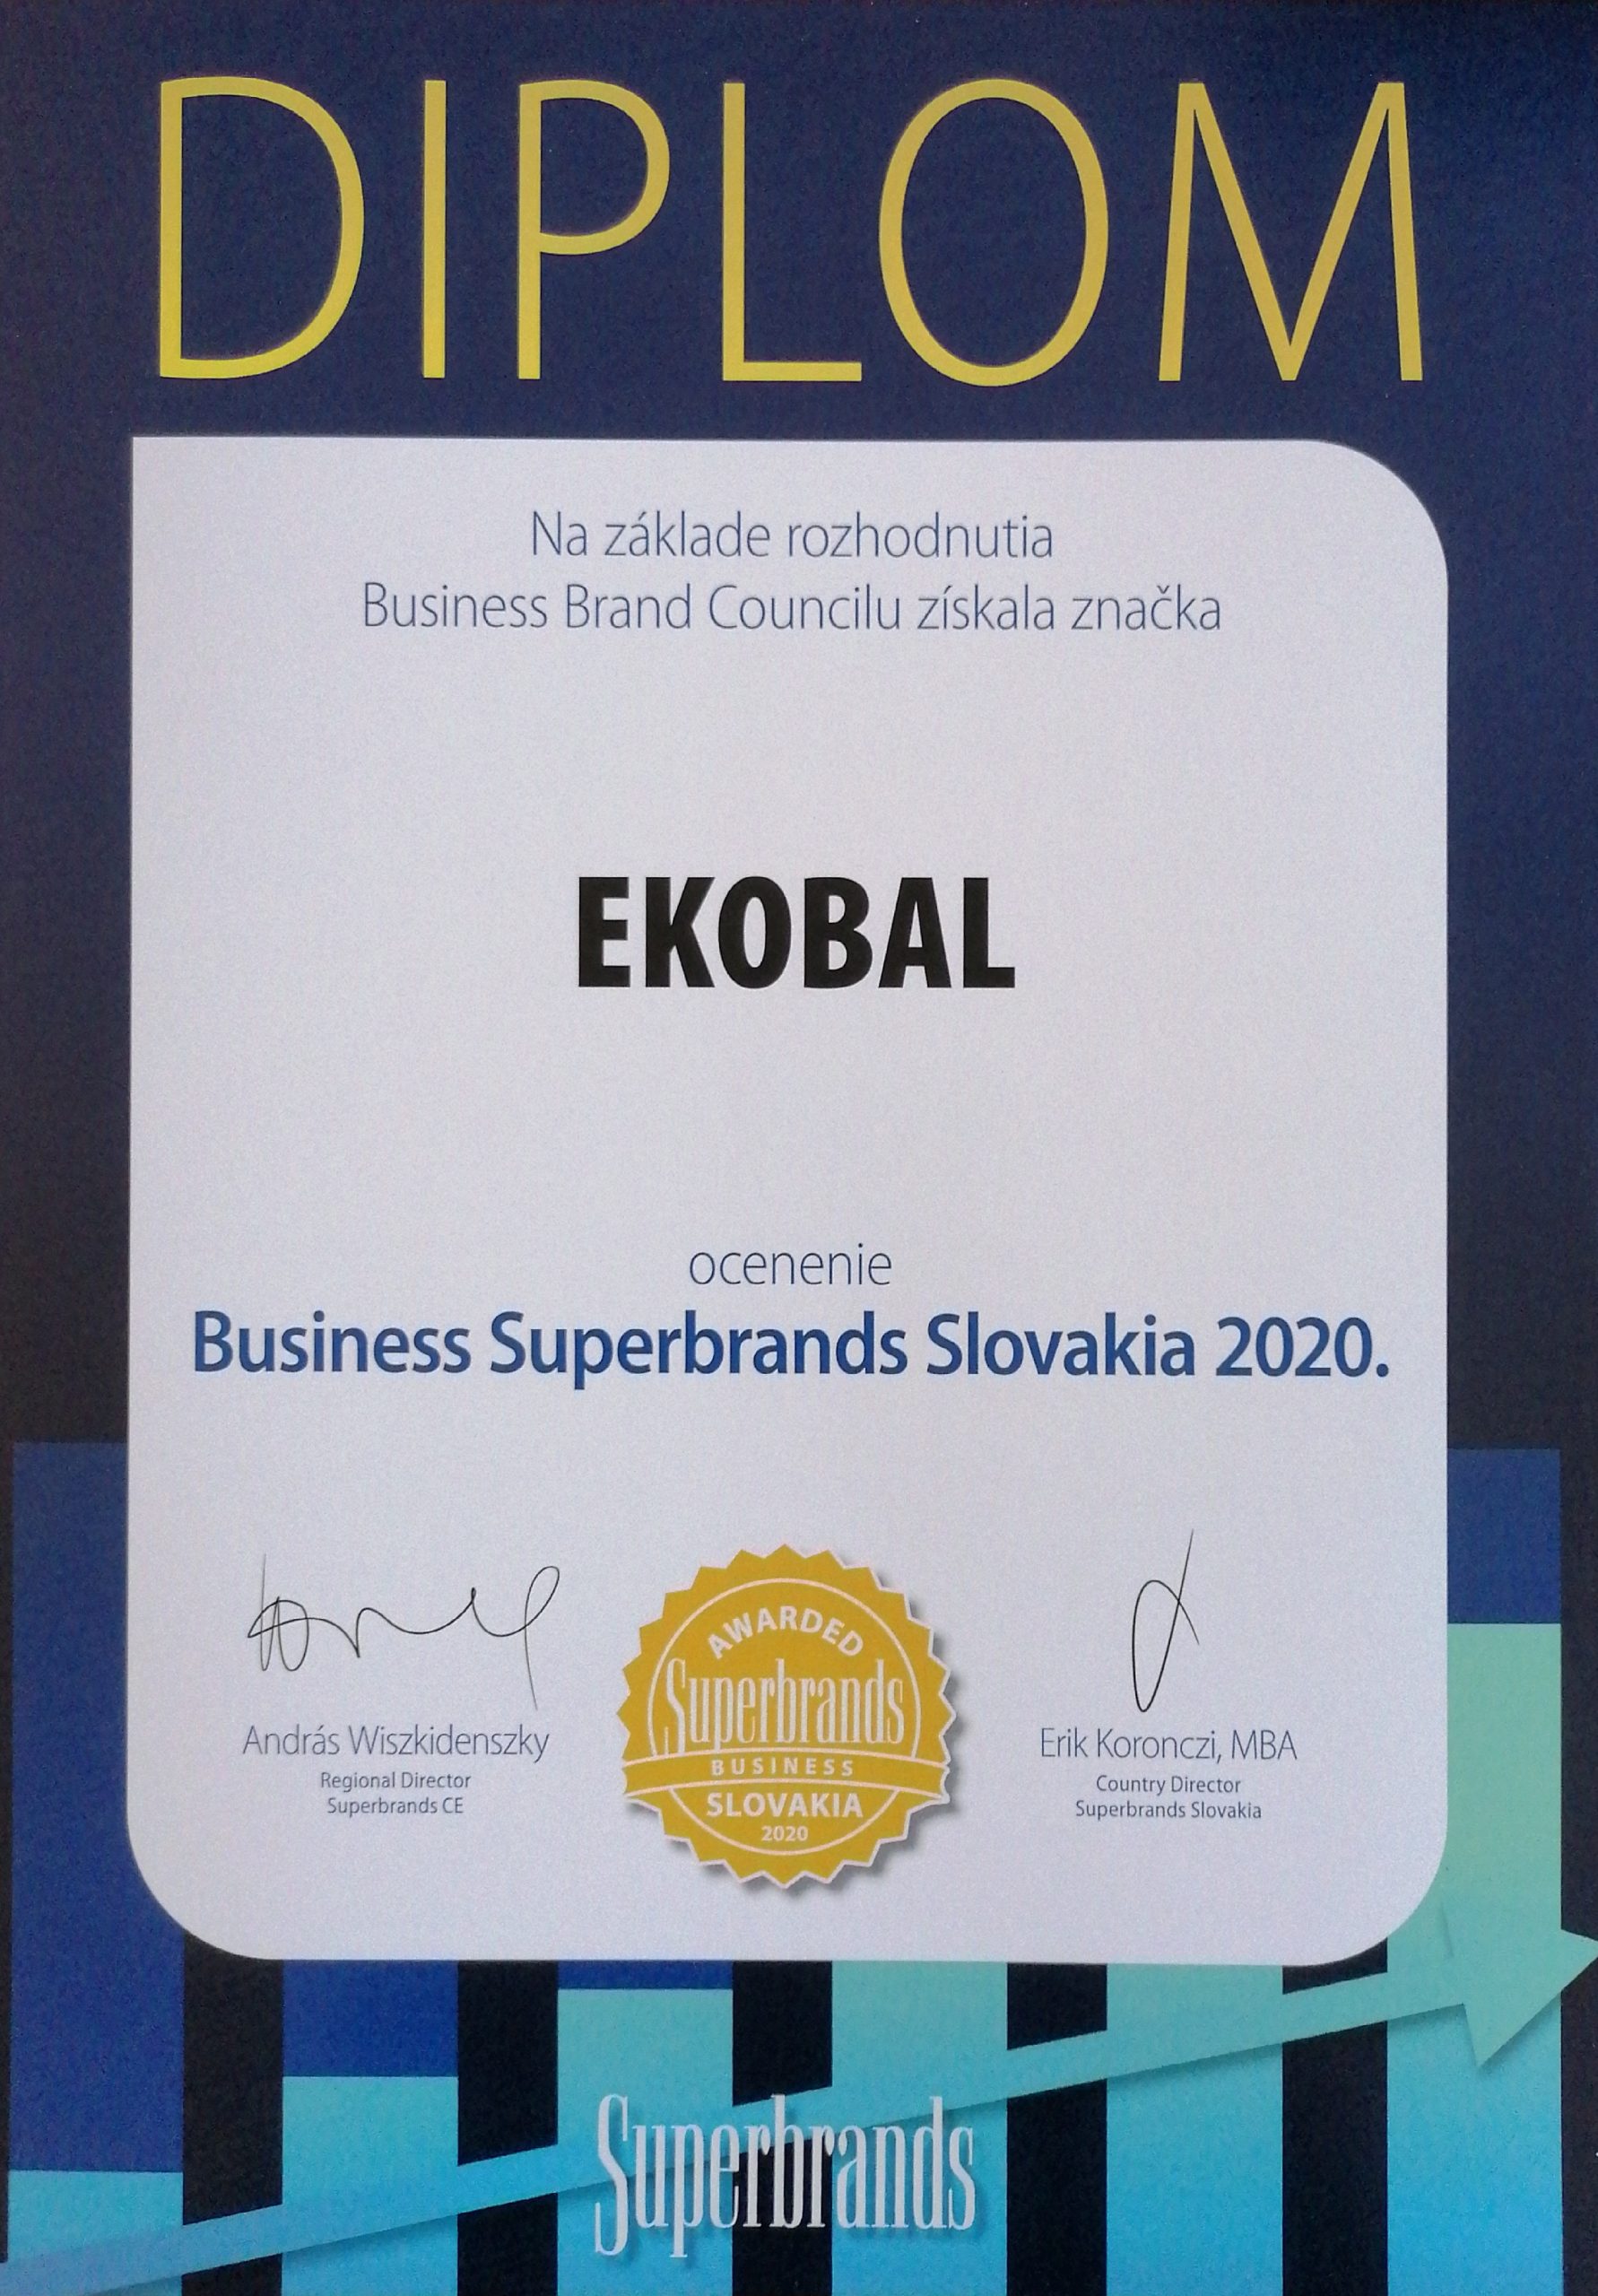 DIPLOM
Na základe rozhodnutia
Business Brand Councilu získala značka
EKOBAL
ocenenie
Business Superbrands Slovakia 2020.
András Wiszkidenszky
Regional Director
Superbrands CE
AWARDED
Superbrands
BUSINESS
SLOVAKIA
2020
Erik Koronczi, MBA
Country Director
Superbrands Slovakia
Superbrands